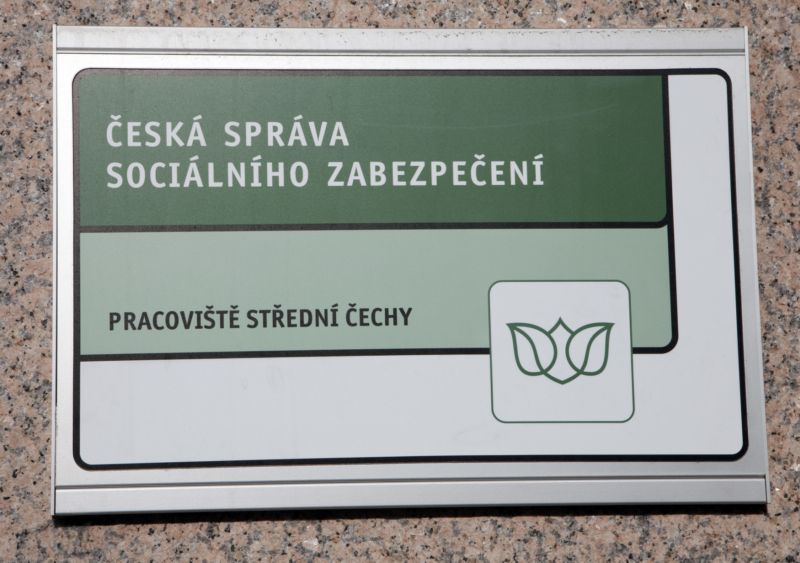 ČESKÁ SPRÁVA
SOCIÁLNÍHO ZABEZPEČENÍ
PRACOVIŠTĚ STŘEDNÍ ČECHY